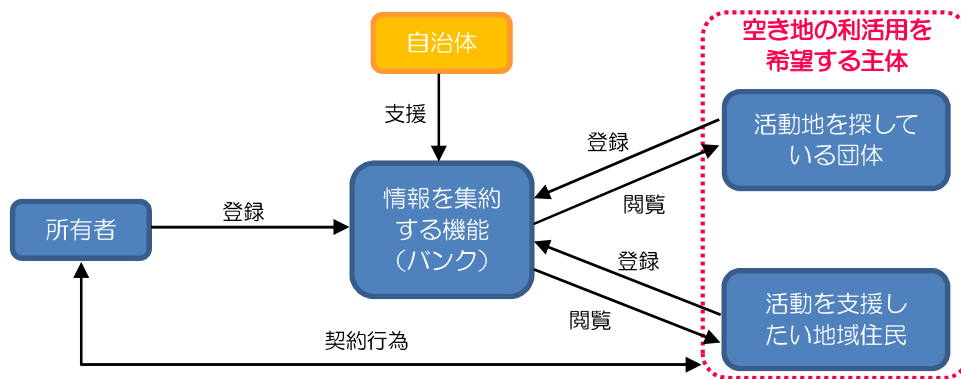 自治体
空き地の利活用を
希望する主体
支援
活動地を探して
いる団体
登録
閲覧
情報を集約
する機能
（バンク）
所有者
登録
登録
閲覧
活動を支援し
たい地域住民
契約行為